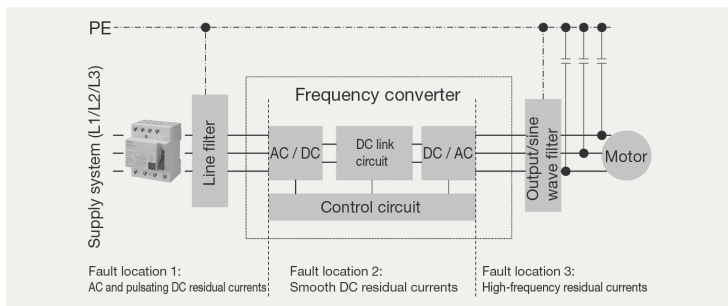 PE
Supply system (L1/L2/L3)
Line filter
Frequency converter
AC / DC
DC link
circuit
DC / AC
Control circuit
Output/sine
wave filter
Motor
Fault location 1:
AC and pulsating DC residual currents
Fault location 2:
Smooth DC residual currents
Fault location 3:
High-frequency residual currents